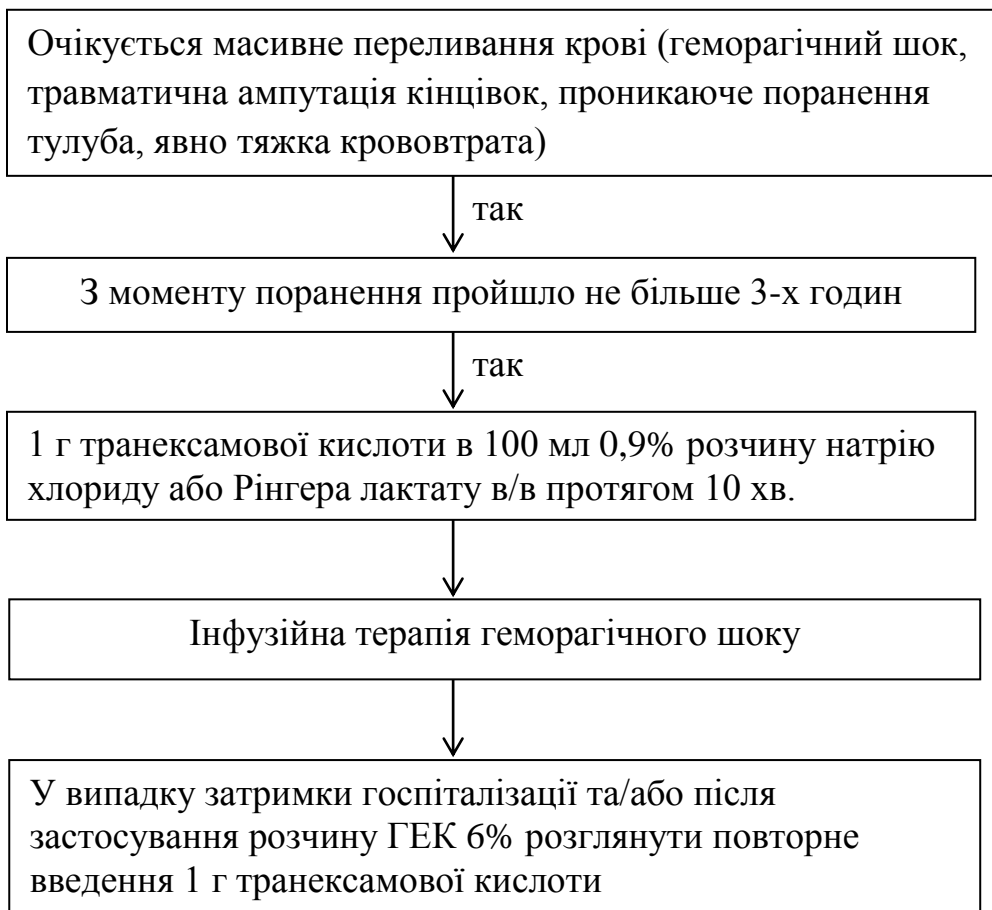 Очікується масивне переливання крові (геморагічний шок,
травматична ампутація кінцівок, проникаюче поранення
тулуба, явно тяжка крововтрата)
так
З моменту поранення пройшло не більше 3-х годин
так
1 г транексамової кислоти в 100 мл 0,9% розчину натрію
хлориду або Рінгера лактату в/в протягом 10 хв.
Інфузійна терапія геморагічного шоку
У випадку затримки госпіталізації та/або після
застосування розчину ГЕК 6% розглянути повторне
введення 1 г транексамової кислоти